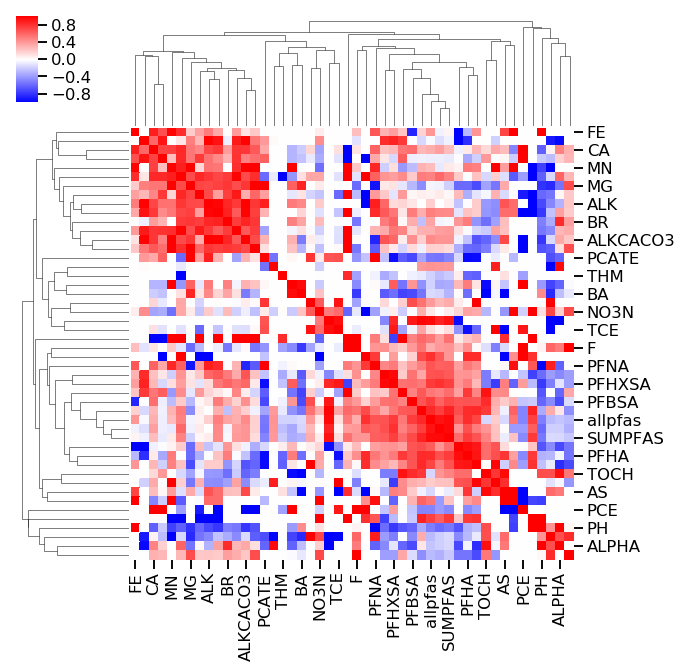 0.8
0.4
0.0
−0.4
−0.8
FE
CA
MN
MG
ALK
BR
ALKCACO3
PCATE
THM
BA
NO3N
TCE
F
PFNA
PFHXSA
PFBSA
allpfas
SUMPFAS
PFHA
TOCH
AS
PCE
PH
ALPHA
FE
CA
MN
MG
ALK
BR
ALKCACO3
PCATE
THM
BA
NO3N
TCE
F
PFNA
PFHXSA
PFBSA
allpfas
SUMPFAS
PFHA
TOCH
AS
PCE
PH
ALPHA